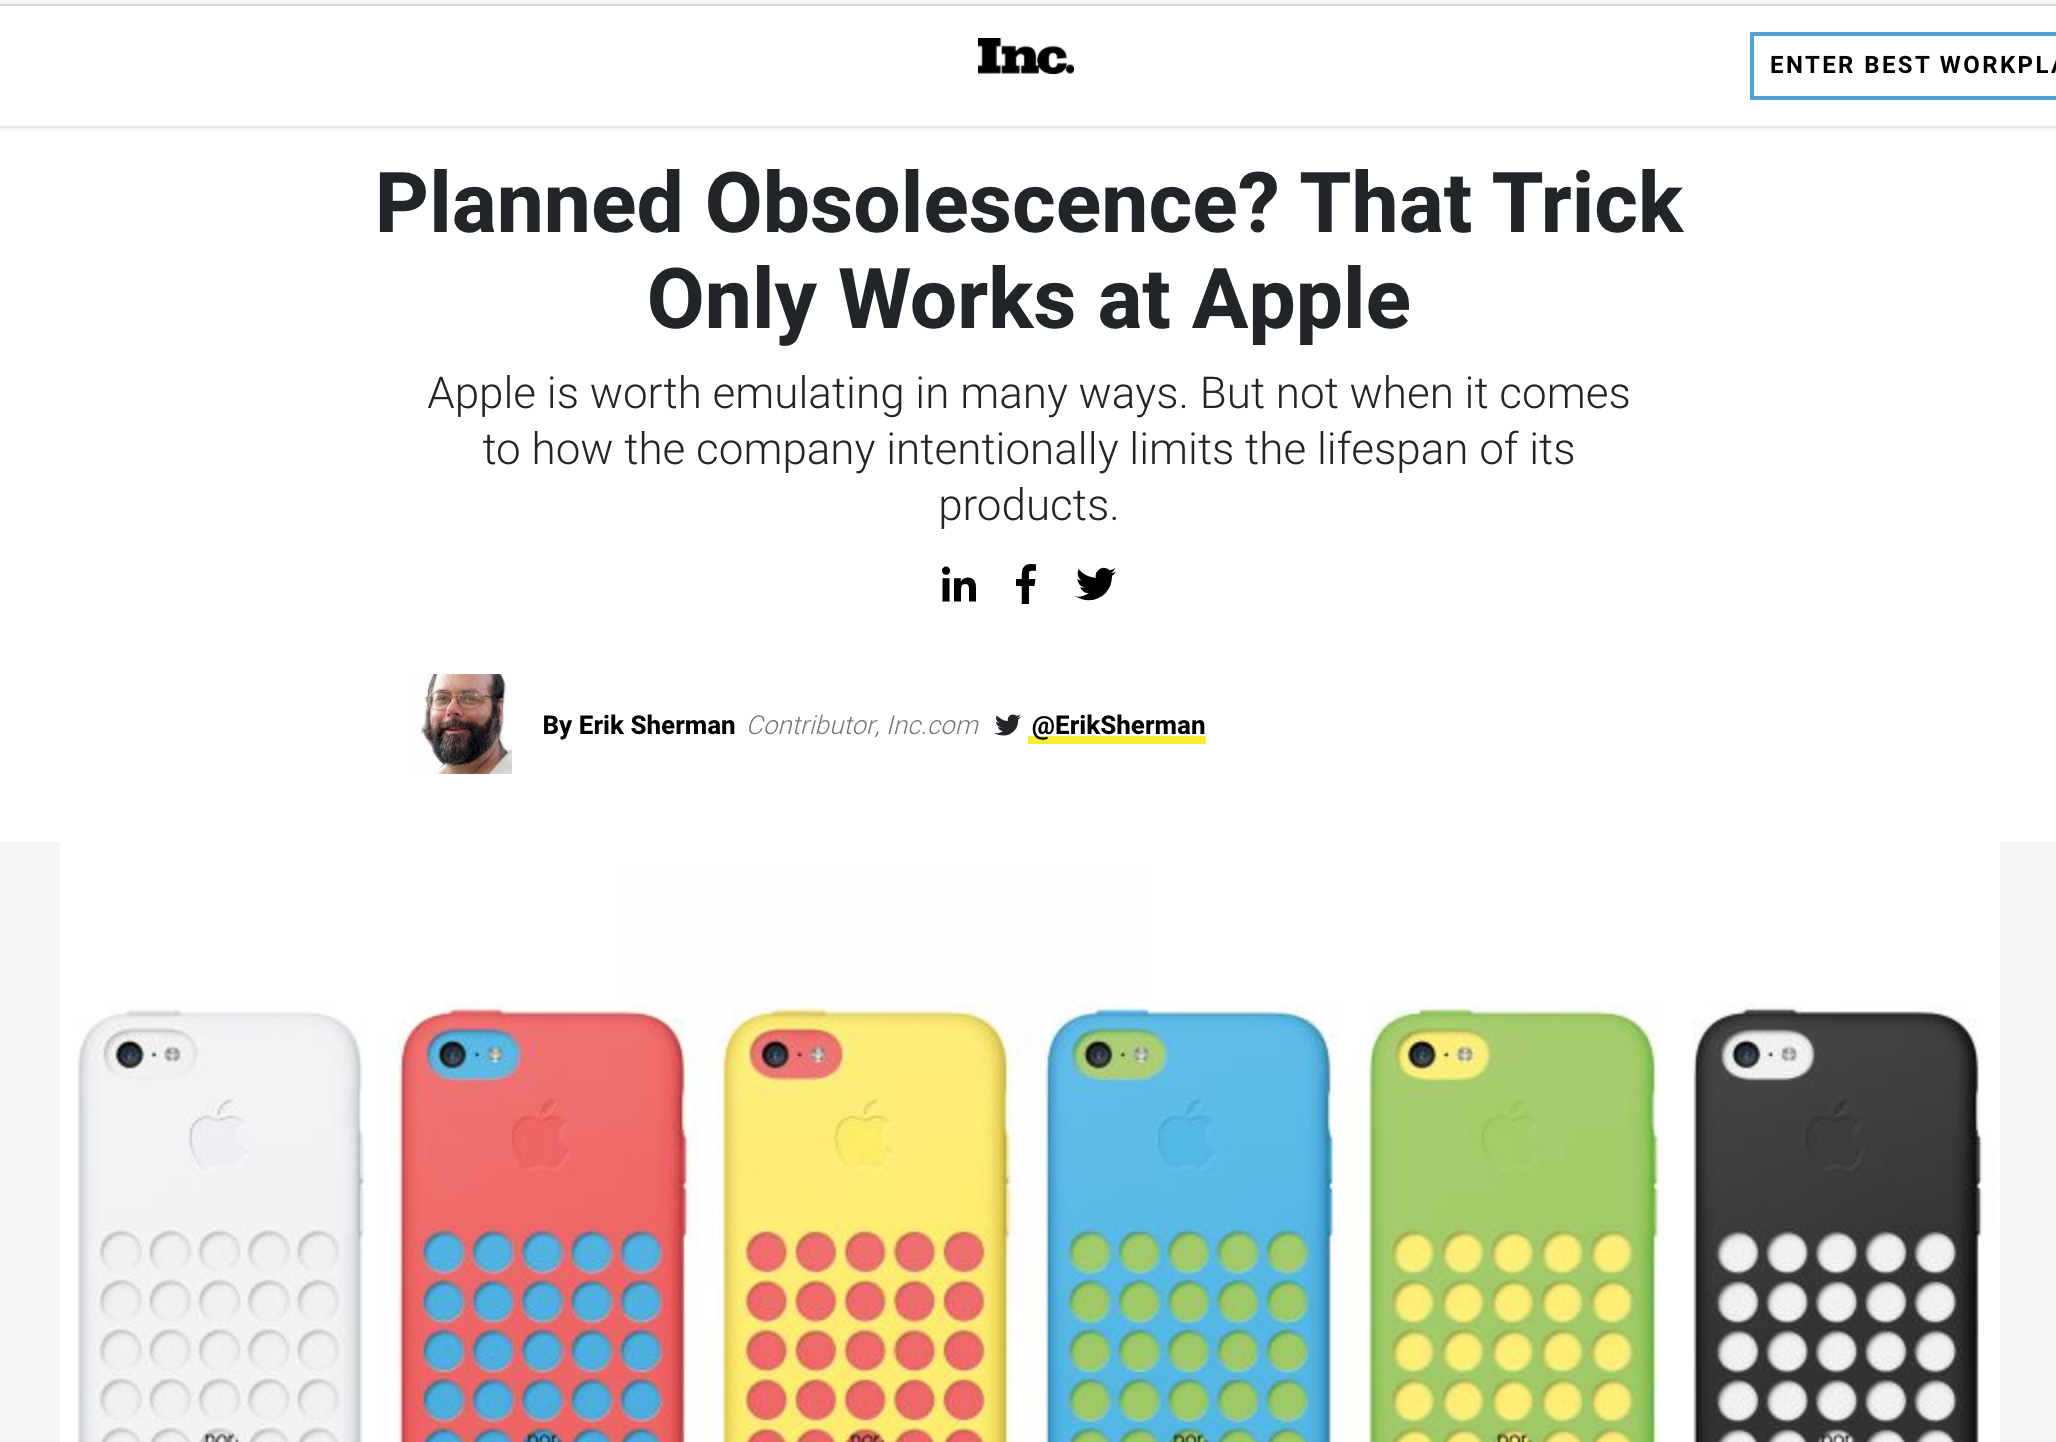 Inc.
ENTER BEST WORKPLA
Planned Obsolescence? That Trick
Only Works at Apple
Apple is worth emulating in many ways. But not when it comes
to how the company intentionally limits the lifespan of its
products.
in f
By Erik Sherman Contributor, Inc.com @ErikSherman